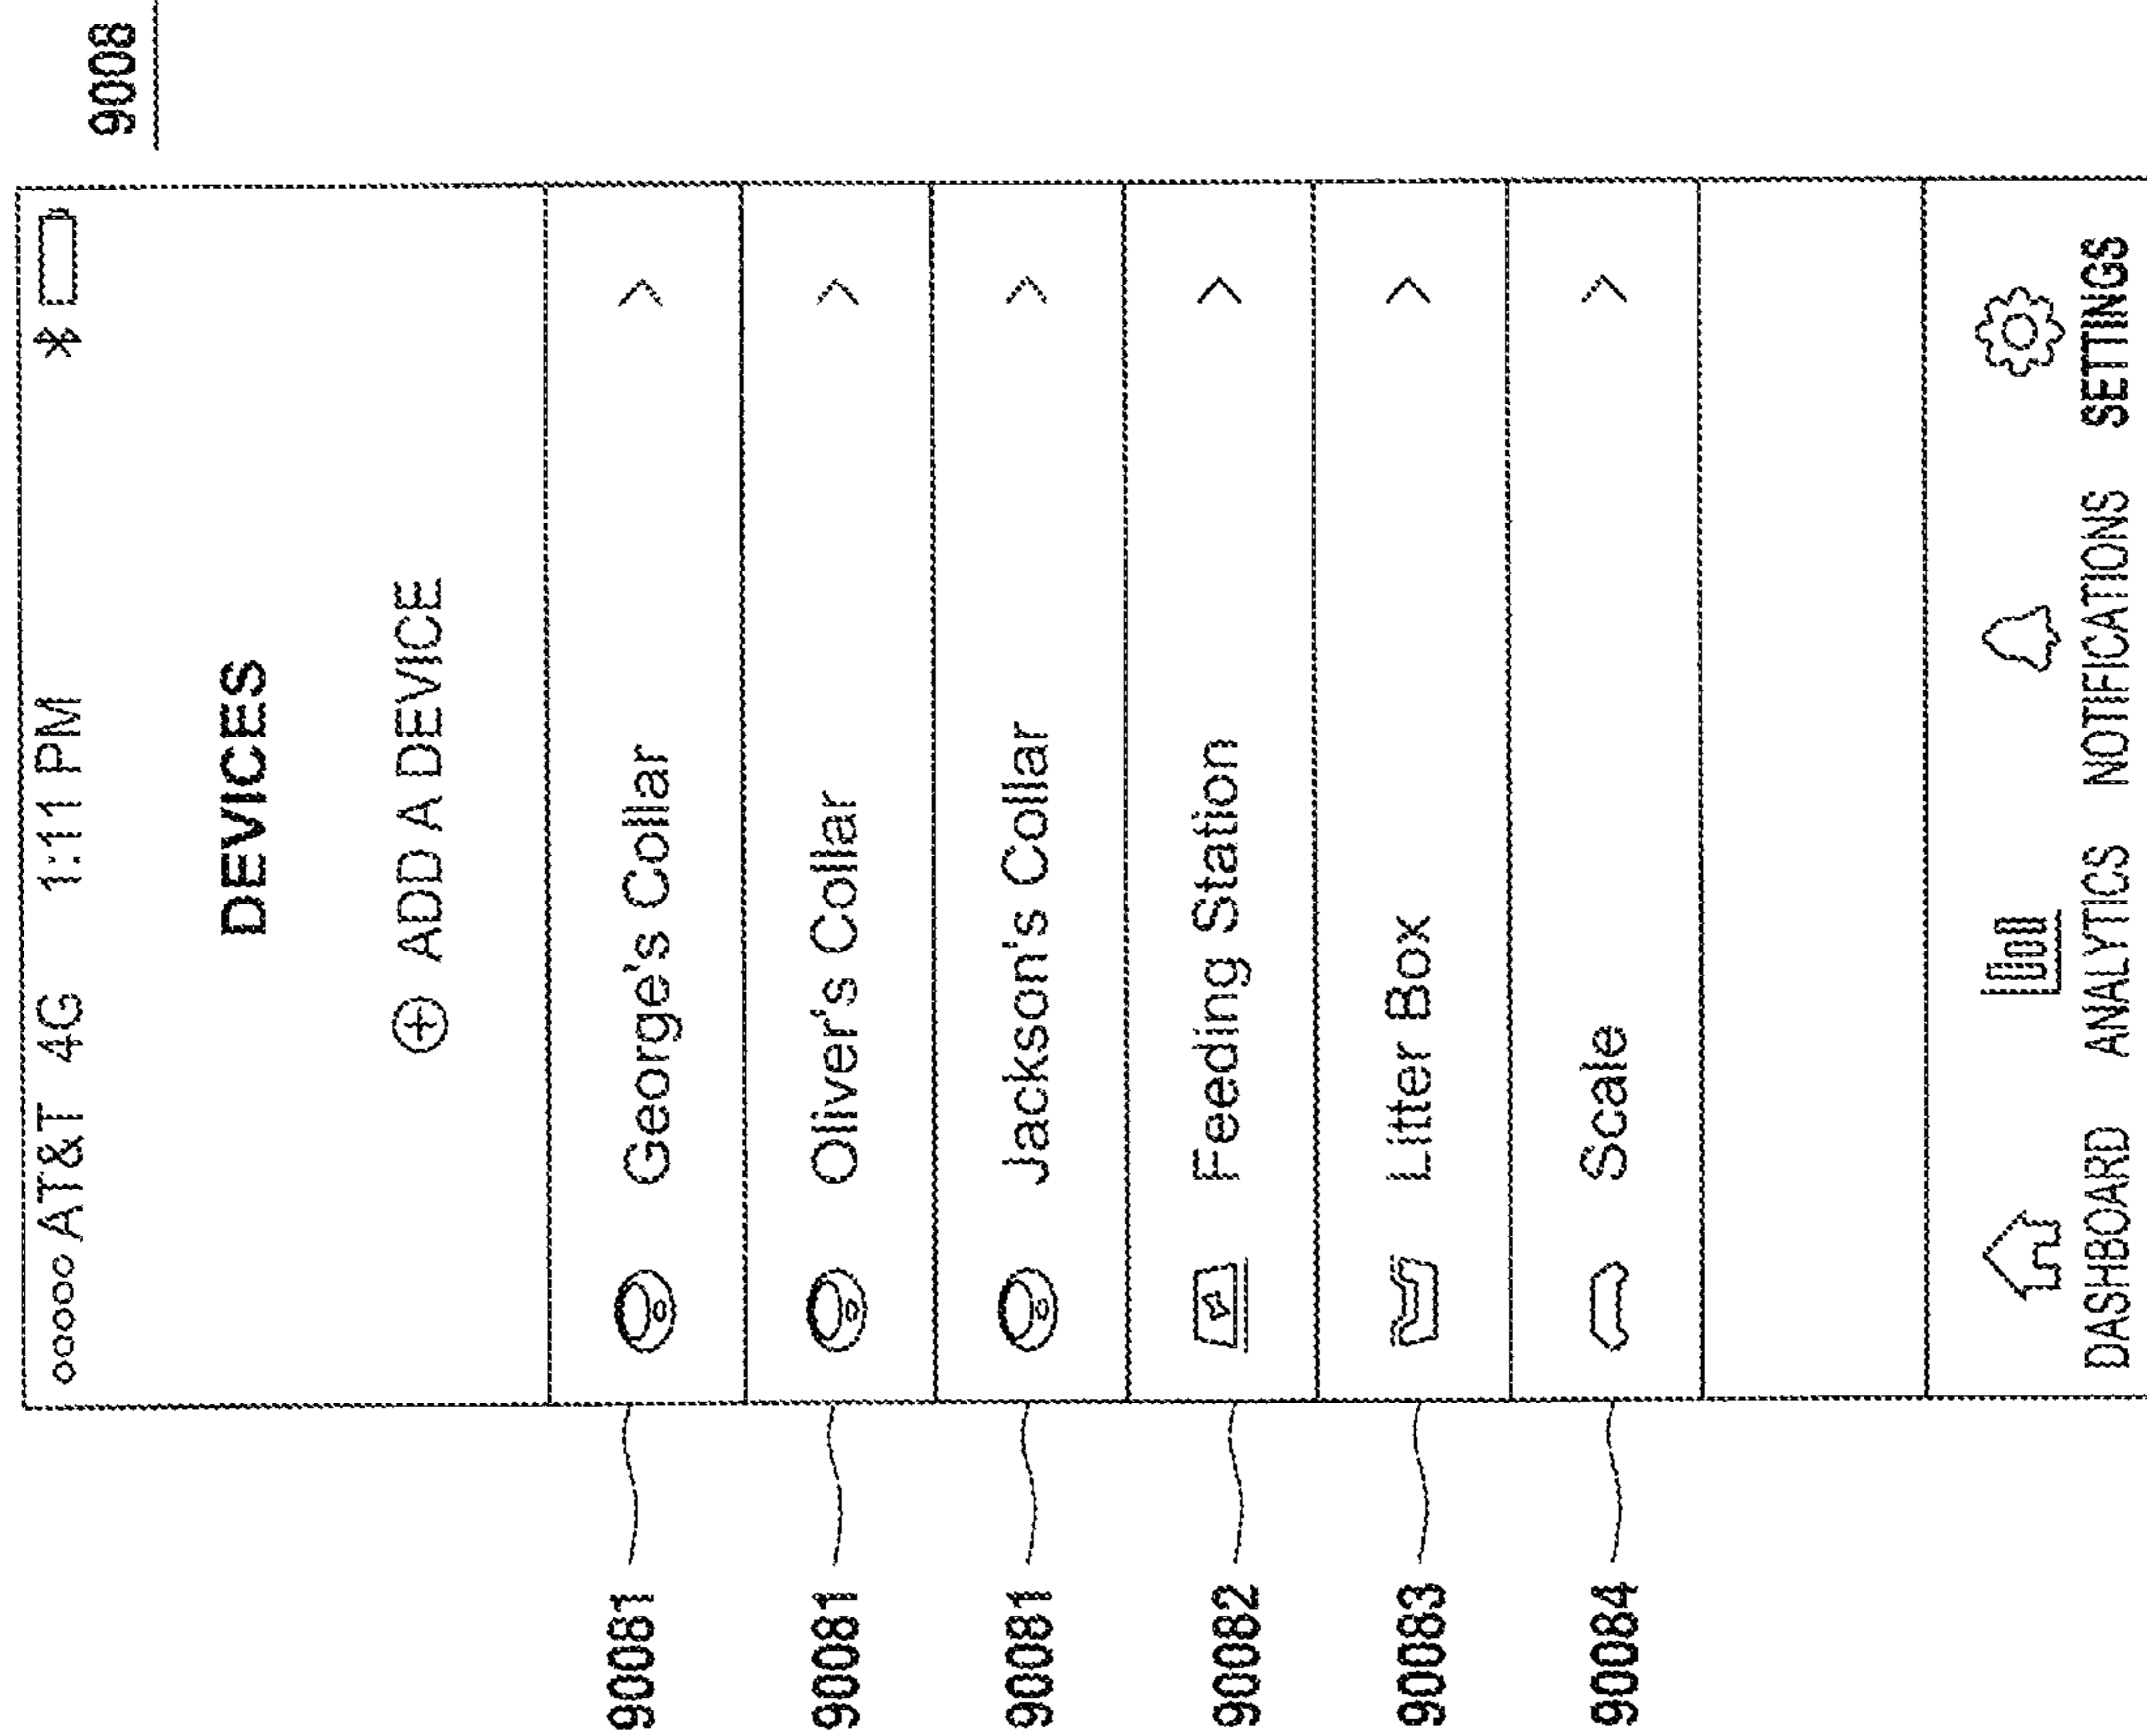 9008
ooooo AT&T 4G 1:11 PM
DEVICES
ADD A DEVICE
90081 George's Collar >
90081 Oliver's Collar >
90081 Jackson's Collar >
90082 Feeding Station >
90083 Litter Box >
90084 Scale >
DASHBOARD ANALYTICS NOTIFICATIONS SETTINGS